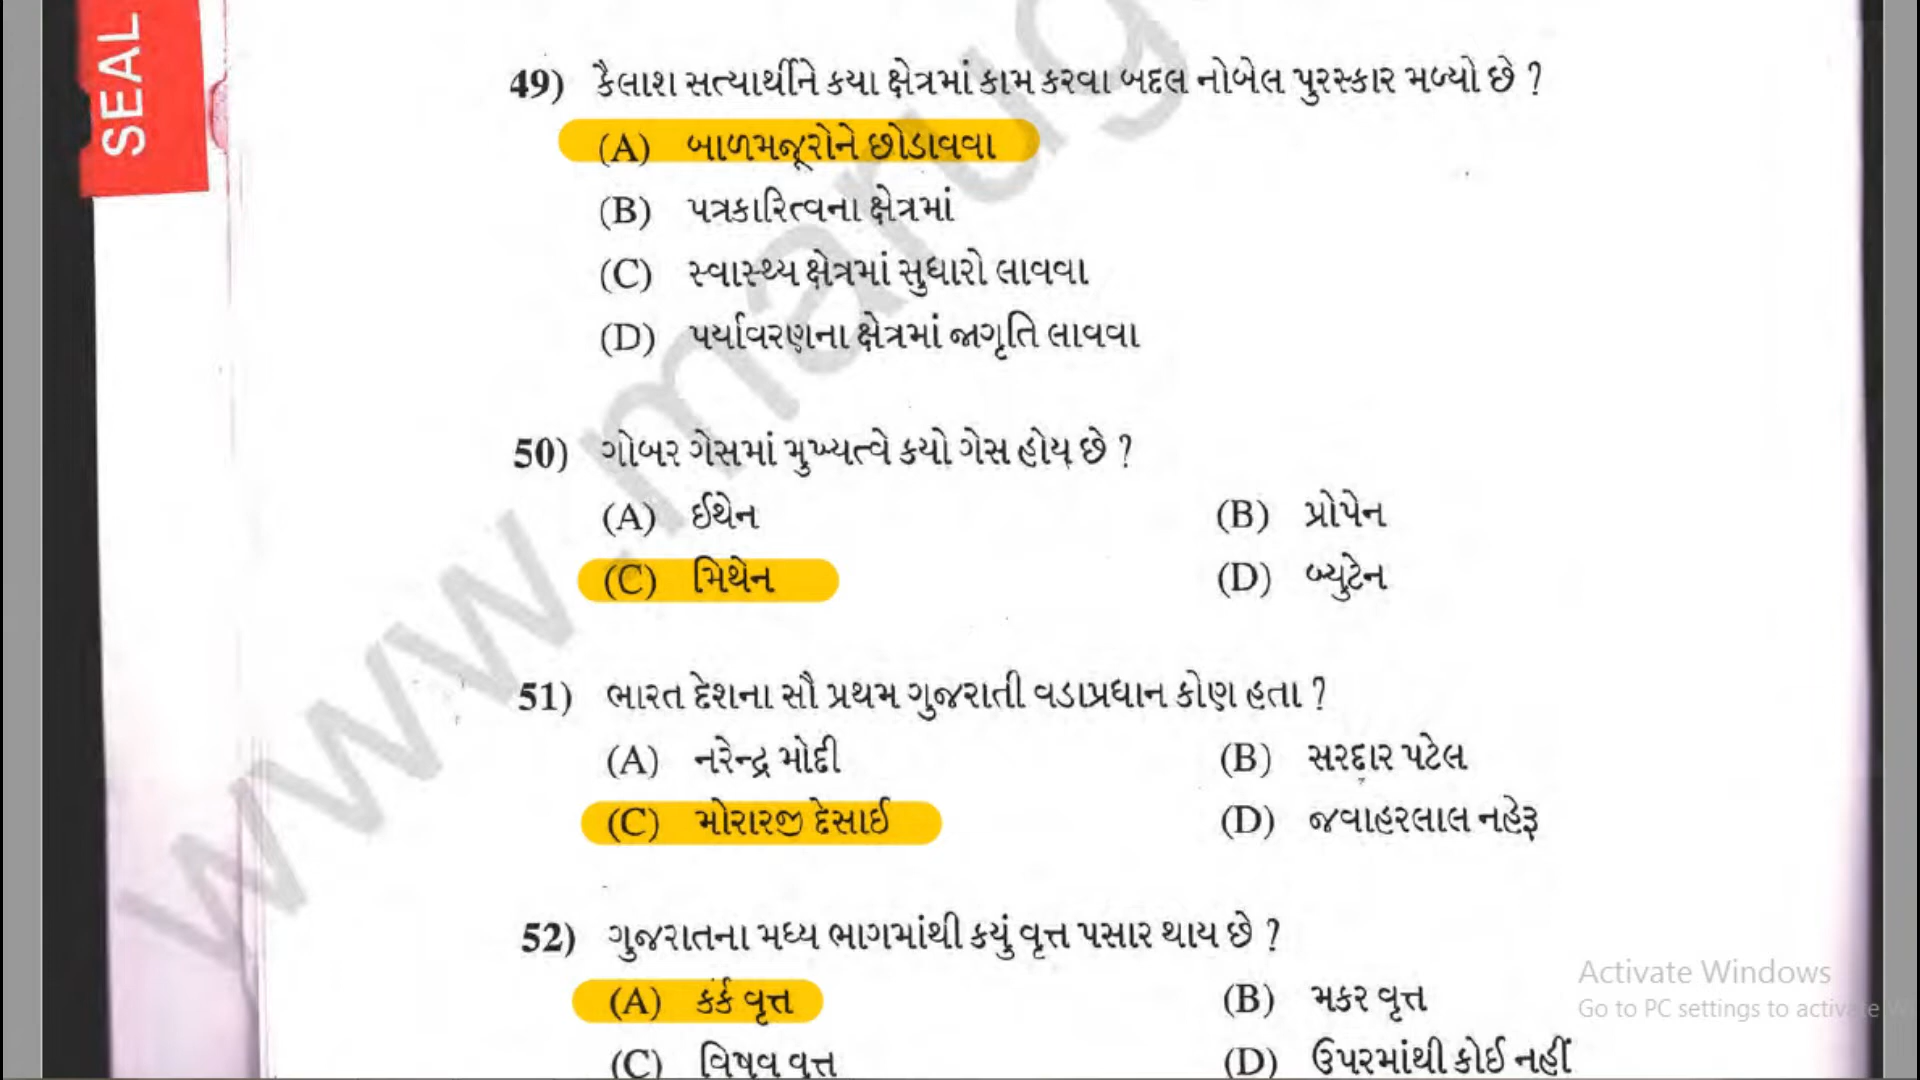 SEAL
49) કૈલાશ સત્યાર્થીને કયા ક્ષેત્રમાં કામ કરવા બદલ નોબેલ પુરસ્કાર મળ્યો છે ?
(A) બાળમજૂરોને છોડાવવા
(B) પત્રકારિત્વના ક્ષેત્રમાં
(C) સ્વાસ્થ્ય ક્ષેત્રમાં સુધારો લાવવા
(D) પર્યાવરણના ક્ષેત્રમાં જાગૃતિ લાવવા
50) ગોબર ગેસમાં મુખ્યત્વે કયો ગેસ હોય છે ?
(A) ઈથેન (B) પ્રોપેન
(C) મિથેન (D) બ્યુટેન
51) ભારત દેશના સૌ પ્રથમ ગુજરાતી વડાપ્રધાન કોણ હતા ?
(A) નરેન્દ્ર મોદી (B) સરદાર પટેલ
(C) મોરારજી દેસાઈ (D) જવાહરલાલ નહેરૂ
52) ગુજરાતના મધ્ય ભાગમાંથી કયું વૃત્ત પસાર થાય છે ?
(A) કર્ક વૃત્ત (B) મકર વૃત્ત
(C) વિષવ વૃત્ત (D) ઉપરમાંથી કોઈ નહીં
www.marug
Activate Windows
Go to PC settings to activate W